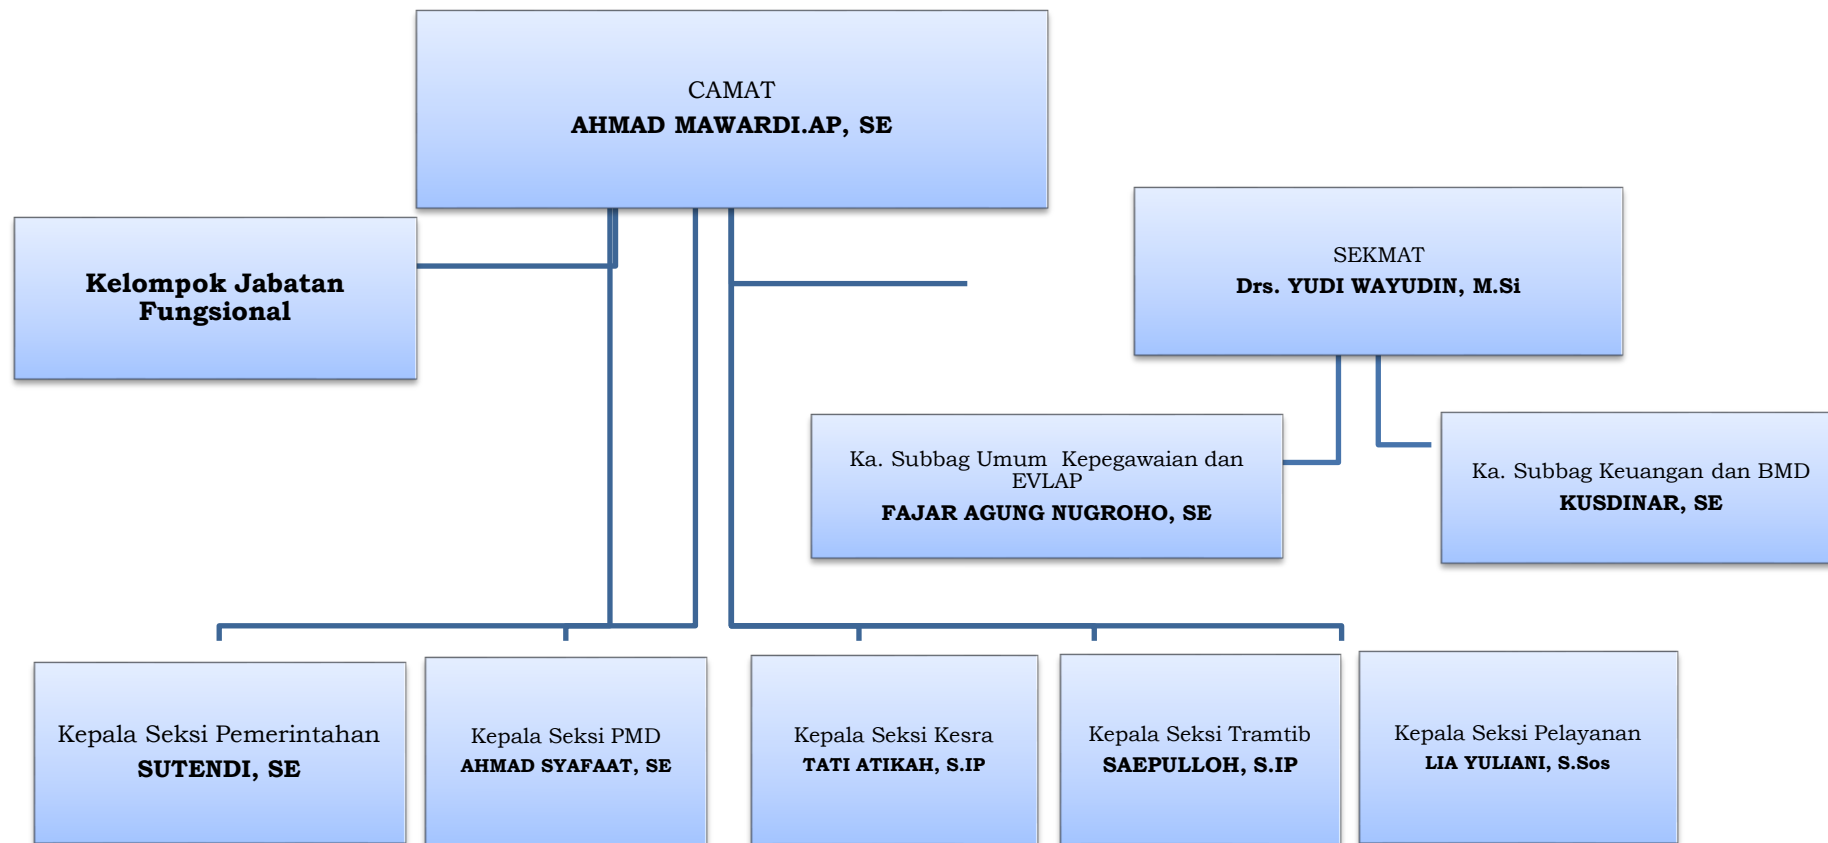 CAMAT
AHMAD MAWARDI.AP, SE
Kelompok Jabatan
Fungsional
SEKMAT
Drs. YUDI WAYUDIN, M.Si
Ka. Subbag Umum  Kepegawaian dan
EVLAP
FAJAR AGUNG NUGROHO, SE
Ka. Subbag Keuangan dan BMD
KUSDINAR, SE
Kepala Seksi Pemerintahan
SUTENDI, SE
Kepala Seksi PMD
AHMAD SYAFAAT, SE
Kepala Seksi Kesra
TATI ATIKAH, S.IP
Kepala Seksi Tramtib
SAEPULLOH, S.IP
Kepala Seksi Pelayanan
LIA YULIANI, S.Sos